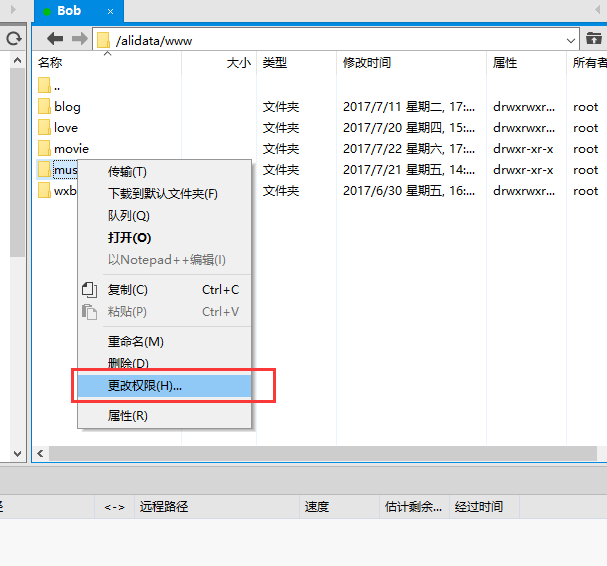 Bob
/alidata/www
名称 大小 类型 修改时间 属性 所有者
..
blog 文件夹 2017/7/11 星期二, 17:... drwxrwxr... root
love 文件夹 2017/7/20 星期四, 15:... drwxrwxr... root
movie 文件夹 2017/7/22 星期六, 17:... drwxr-xr-x root
mus 文件夹 2017/7/21 星期五, 14:... drwxr-xr-x root
wxb 文件夹 2017/6/30 星期五, 16:... drwxrwxr... root
传输(T)
下载到默认文件夹(F)
队列(Q)
打开(O)
以Notepad++编辑(I)
复制(C) Ctrl+C
粘贴(P) Ctrl+V
重命名(M)
删除(D)
更改权限(H)...
属性(R)
<-> 远程路径 速度 估计剩余... 经过时间